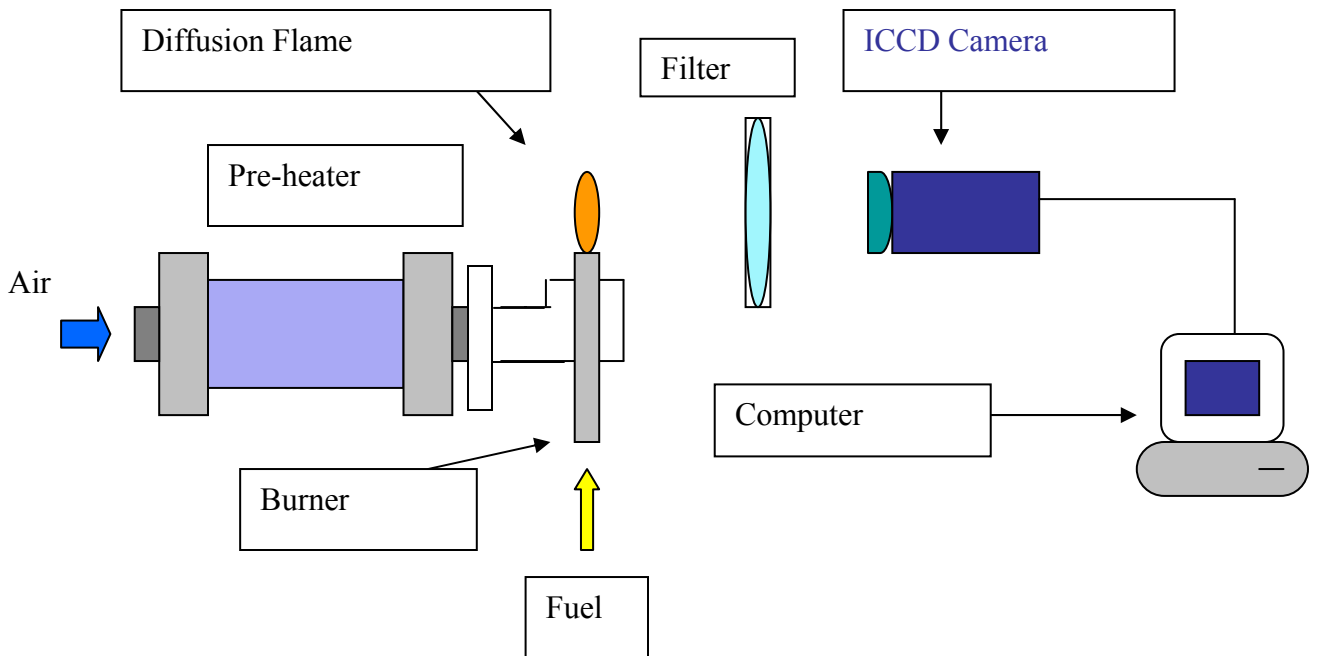 Diffusion Flame
ICCD Camera
Filter
Pre-heater
Air
Computer
Burner
Fuel